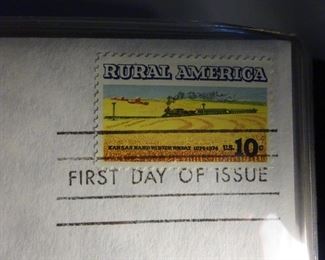 RURAL AMERICA
KANSAS HARD WINTER WHEAT 1874-1974 U.S. 10c
FIRST DAY OF ISSUE